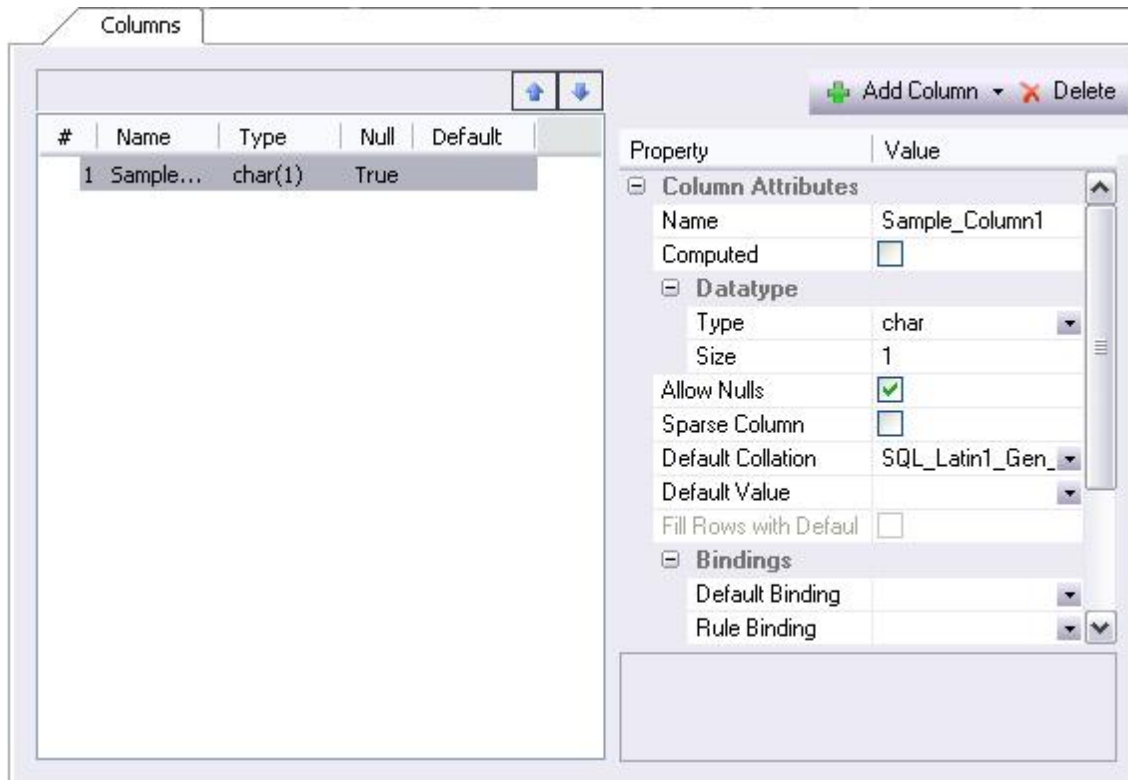 Columns
Add Column Delete
# Name Type Null Default
1 Sample... char(1) True
Property Value
Column Attributes
Name Sample_Column1
Computed
Datatype
Type char
Size 1
Allow Nulls
Sparse Column
Default Collation SQL_Latin1_Gen_
Default Value
Fill Rows with Defaul
Bindings
Default Binding
Rule Binding